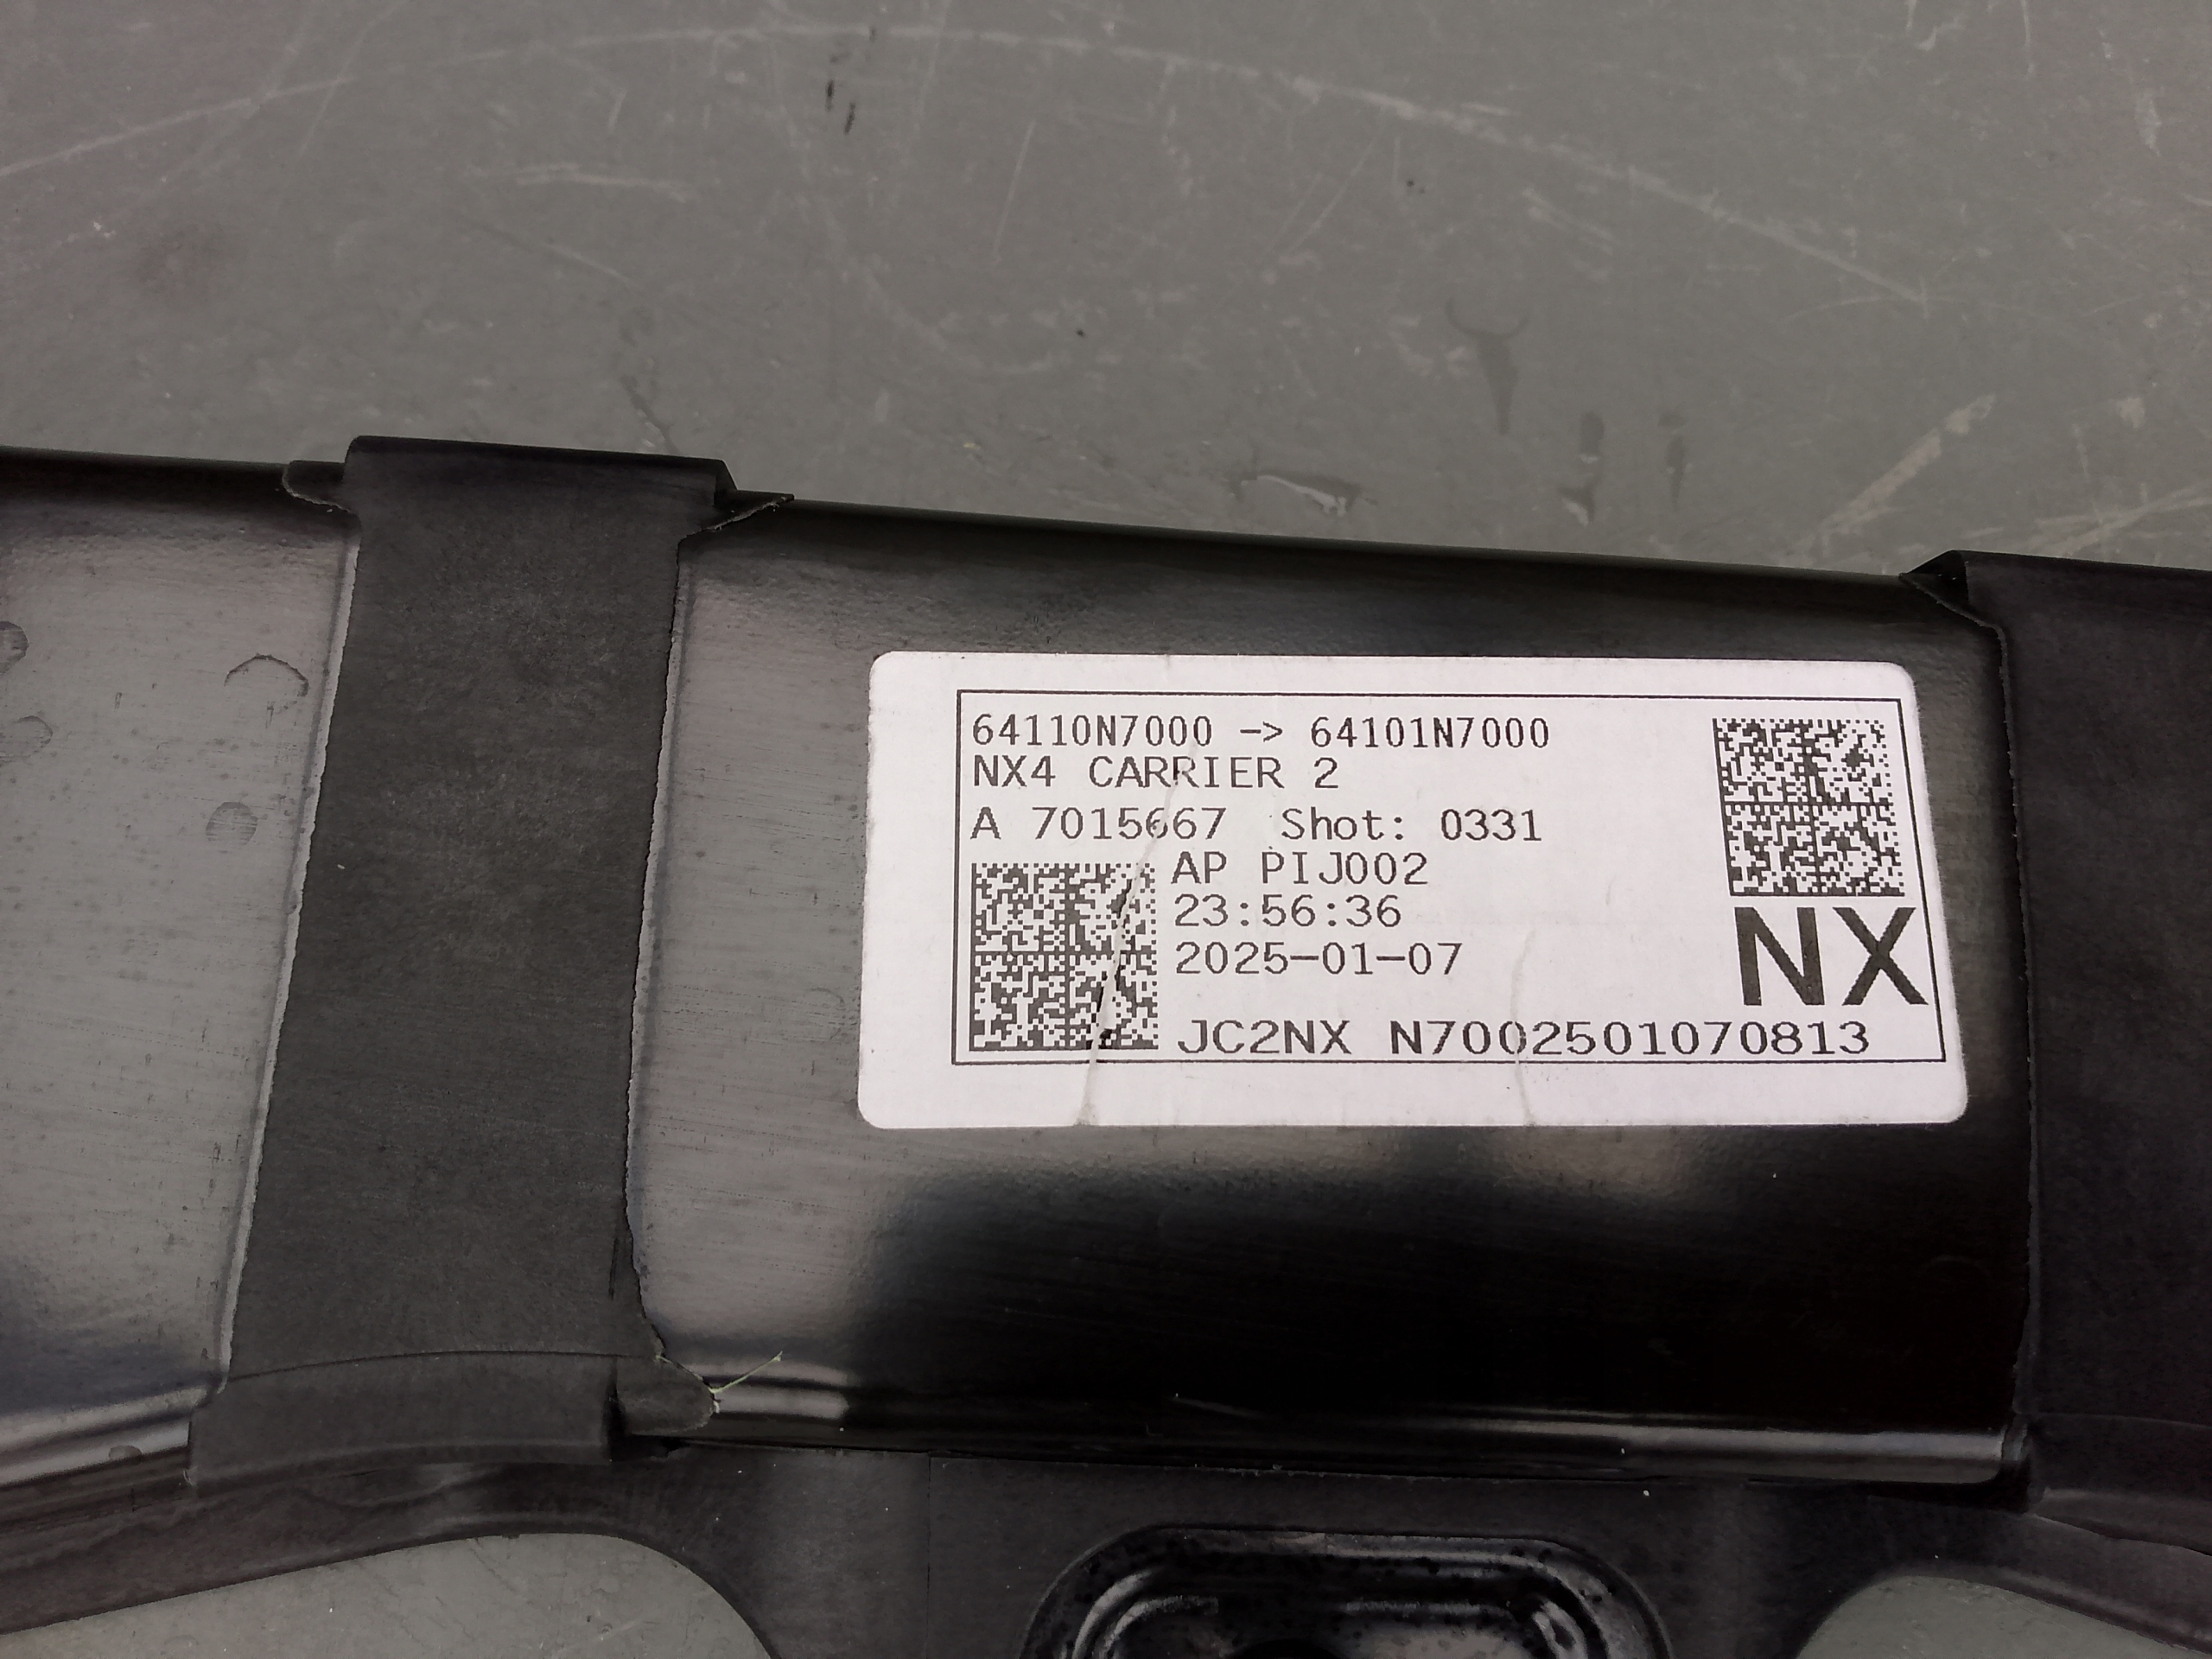 64110N7000 -> 64101N7000
NX4 CARRIER 2
A 7015667 Shot: 0331
AP PIJ002
23:56:36
2025-01-07
NX
JC2NX N7002501070813